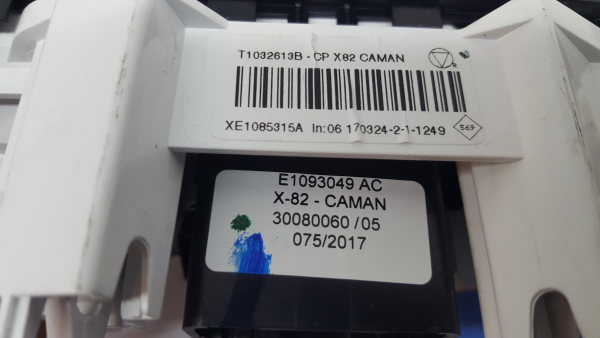 T1032613B - CP X82 CAMAN
R
XE1085315A In:06 170324-2-1-1249
569
E1093049 AC
X-82 - CAMAN
30080060 /05
075/2017